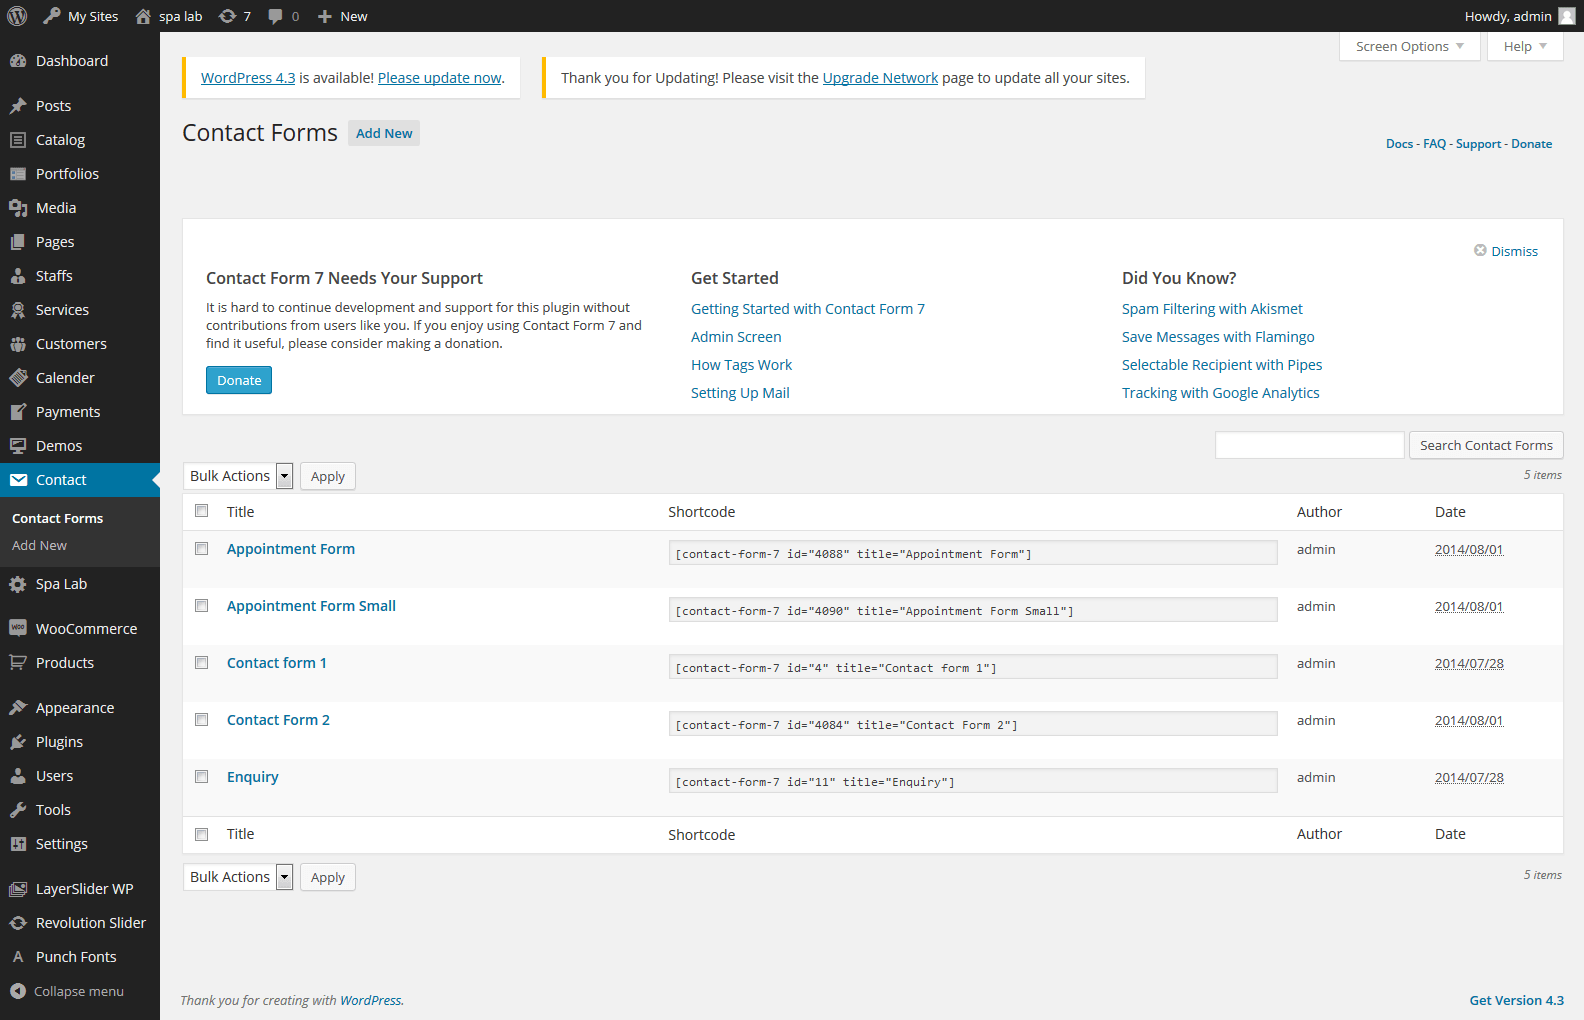 My Sites spa lab 7 0 New Howdy, admin
Dashboard
Posts
Catalog
Portfolios
Media
Pages
Staffs
Services
Customers
Calender
Payments
Demos
Contact
Contact Forms
Add New
Spa Lab
WooCommerce
Products
Appearance
Plugins
Users
Tools
Settings
LayerSlider WP
Revolution Slider
Punch Fonts
Collapse menu
Screen Options Help
WordPress 4.3 is available! Please update now.
Thank you for Updating! Please visit the Upgrade Network page to update all your sites.
Contact Forms Add New
Docs - FAQ - Support - Donate
Dismiss
Contact Form 7 Needs Your Support
It is hard to continue development and support for this plugin without
contributions from users like you. If you enjoy using Contact Form 7 and
find it useful, please consider making a donation.
Donate
Get Started
Getting Started with Contact Form 7
Admin Screen
How Tags Work
Setting Up Mail
Did You Know?
Spam Filtering with Akismet
Save Messages with Flamingo
Selectable Recipient with Pipes
Tracking with Google Analytics
Search Contact Forms
Bulk Actions Apply 5 items
Title Shortcode Author Date
Appointment Form [contact-form-7 id="4088" title="Appointment Form"] admin 2014/08/01
Appointment Form Small [contact-form-7 id="4090" title="Appointment Form Small"] admin 2014/08/01
Contact form 1 [contact-form-7 id="4" title="Contact form 1"] admin 2014/07/28
Contact Form 2 [contact-form-7 id="4084" title="Contact Form 2"] admin 2014/08/01
Enquiry [contact-form-7 id="11" title="Enquiry"] admin 2014/07/28
Title Shortcode Author Date
Bulk Actions Apply 5 items
Thank you for creating with WordPress. Get Version 4.3